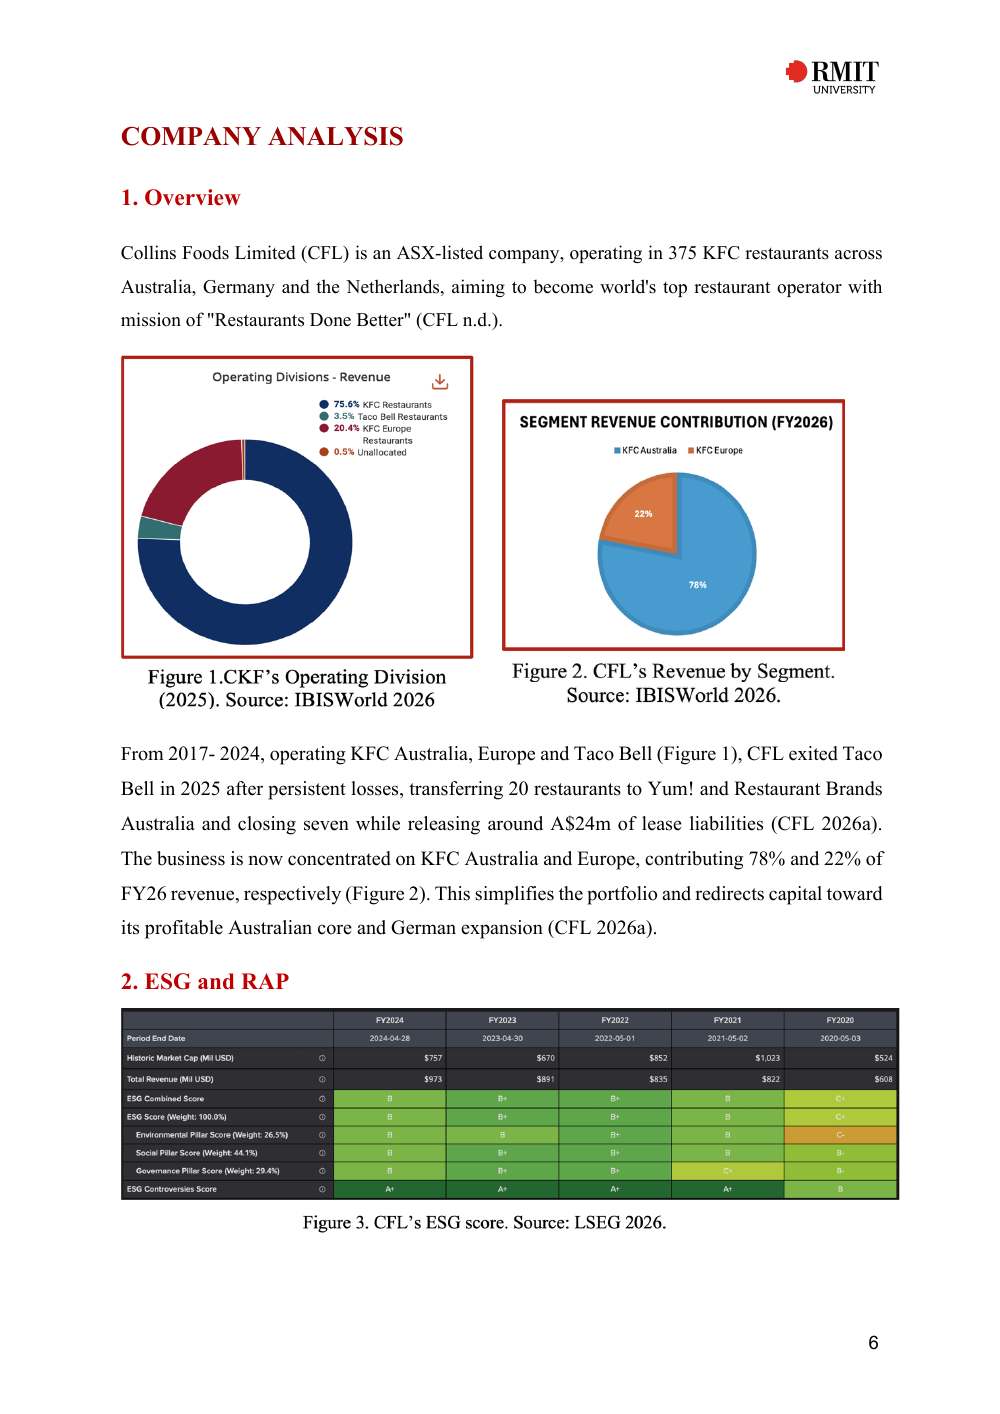 RMIT
UNIVERSITY
COMPANY ANALYSIS
1. Overview
Collins Foods Limited (CFL) is an ASX-listed company, operating in 375 KFC restaurants across
Australia, Germany and the Netherlands, aiming to become world's top restaurant operator with
mission of "Restaurants Done Better" (CFL n.d.).
Operating Divisions - Revenue
75.6% KFC Restaurants
3.5% Taco Bell Restaurants
20.4% KFC Europe
Restaurants
0.5% Unallocated
Figure 1.CKF’s Operating Division
(2025). Source: IBISWorld 2026
SEGMENT REVENUE CONTRIBUTION (FY2026)
KFC Australia KFC Europe
22%
78%
Figure 2. CFL’s Revenue by Segment.
Source: IBISWorld 2026.
From 2017- 2024, operating KFC Australia, Europe and Taco Bell (Figure 1), CFL exited Taco
Bell in 2025 after persistent losses, transferring 20 restaurants to Yum! and Restaurant Brands
Australia and closing seven while releasing around A$24m of lease liabilities (CFL 2026a).
The business is now concentrated on KFC Australia and Europe, contributing 78% and 22% of
FY26 revenue, respectively (Figure 2). This simplifies the portfolio and redirects capital toward
its profitable Australian core and German expansion (CFL 2026a).
2. ESG and RAP
FY2024 FY2023 FY2022 FY2021 FY2020
Period End Date 2024-04-28 2023-04-30 2022-05-01 2021-05-02 2020-05-03
Historic Market Cap (Mil USD) $757 $670 $852 $1,023 $524
Total Revenue (Mil USD) $973 $891 $835 $822 $608
ESG Combined Score B B+ B+ B C+
ESG Score (Weight: 100.0%) B B+ B+ B C+
Environmental Pillar Score (Weight: 26.5%) B B B+ B C-
Social Pillar Score (Weight: 44.1%) B B+ B+ B B-
Governance Pillar Score (Weight: 29.4%) B B+ B+ C+ B-
ESG Controversies Score A+ A+ A+ A+ B
Figure 3. CFL’s ESG score. Source: LSEG 2026.
6